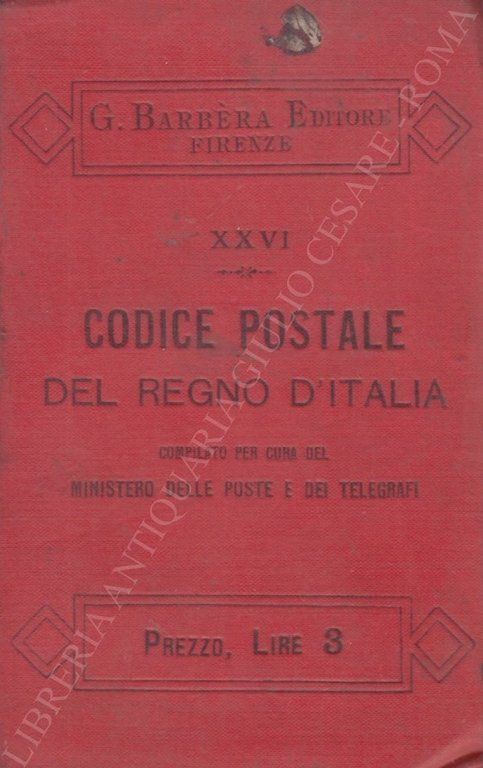 G. BARBÈRA EDITORE
FIRENZE
XXVI
CODICE POSTALE
DEL REGNO D'ITALIA
COMPILATO PER CURA DEL
MINISTERO DELLE POSTE E DEI TELEGRAFI
PREZZO, LIRE 3
LIBRERIA ANTIQUARIA GIULIO CESARE - ROMA